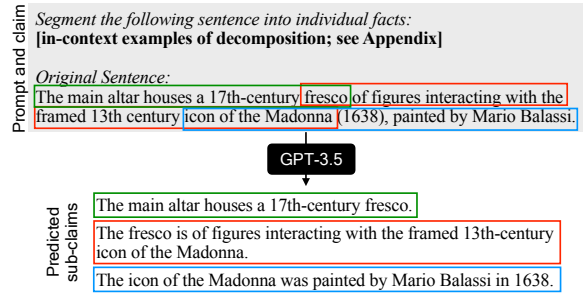 Prompt and claim
Segment the following sentence into individual facts:
[in-context examples of decomposition; see Appendix]
Original Sentence:
The main altar houses a 17th-century fresco of figures interacting with the
framed 13th century icon of the Madonna (1638), painted by Mario Balassi.
GPT-3.5
Predicted
sub-claims
The main altar houses a 17th-century fresco.
The fresco is of figures interacting with the framed 13th-century
icon of the Madonna.
The icon of the Madonna was painted by Mario Balassi in 1638.